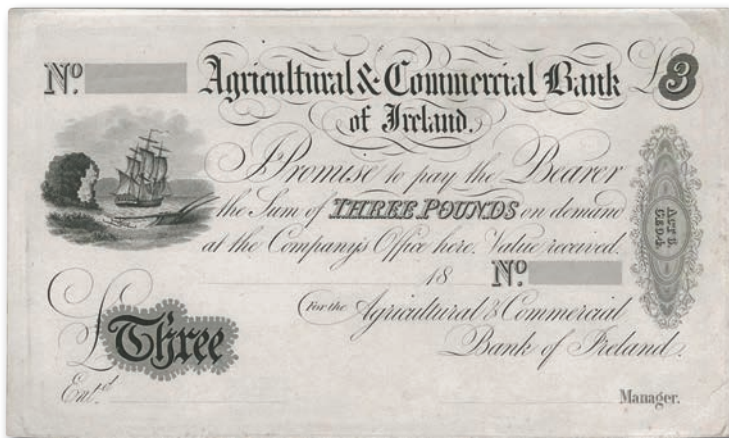 No. Agricultural & Commercial Bank £3
of Ireland.
I Promise to pay the Bearer
the Sum of THREE POUNDS on demand
at the Company's Office here. Value received.
18 No.
For the Agricultural & Commercial
Bank of Ireland.
£ Three
Entd. Manager.